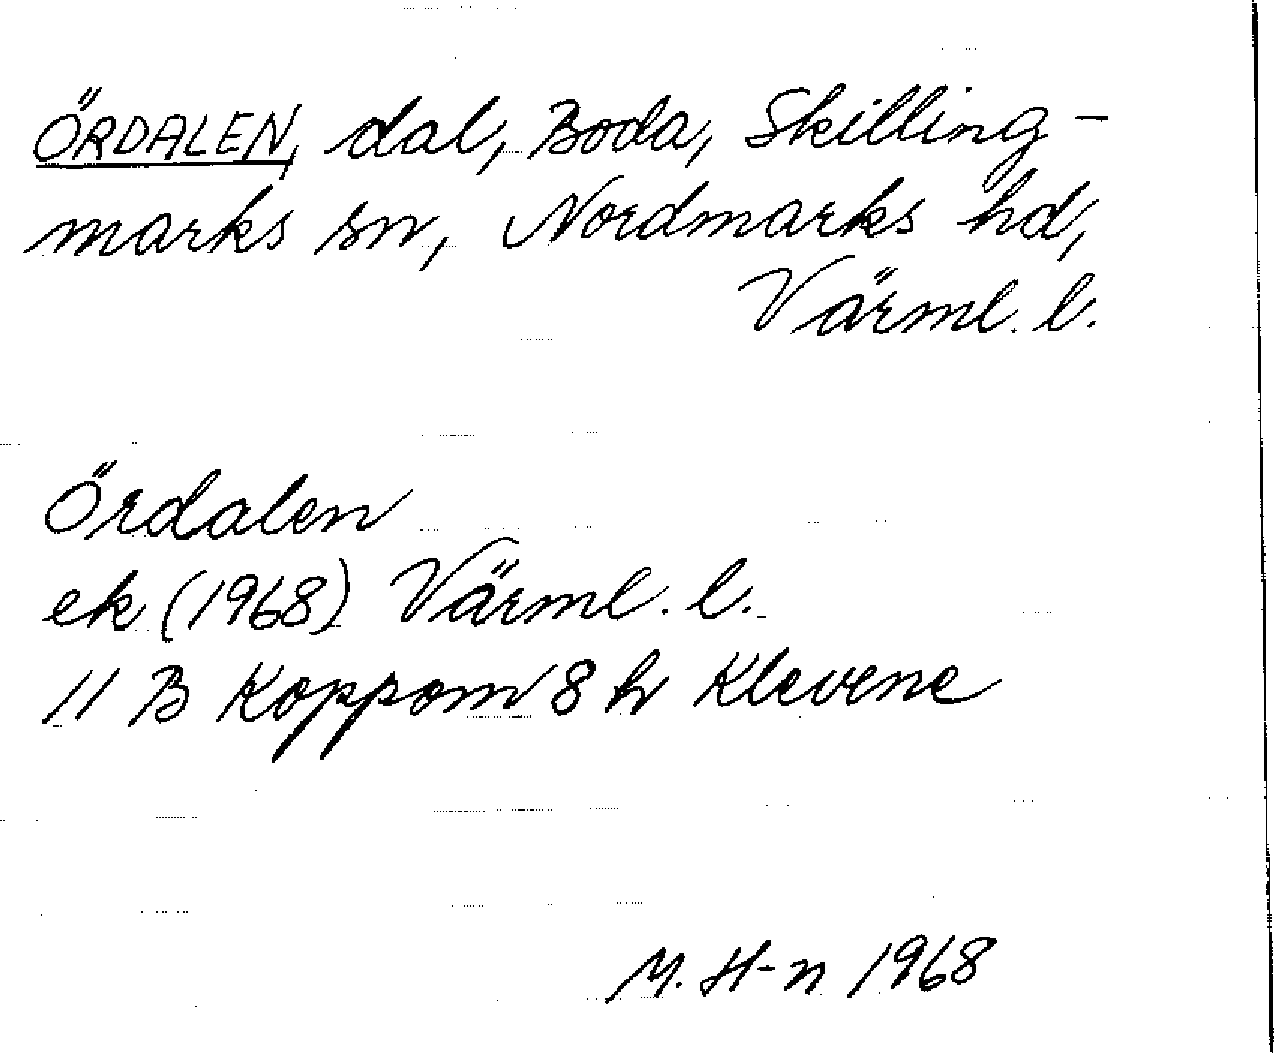 ÖRDALEN, dal, Boda, Skilling-
marks sn, Nordmarks hd,
Värml. l.
Ördalen
ek (1968) Värml. l.
11 B Koppom 8 h Klevene
M. H-n 1968